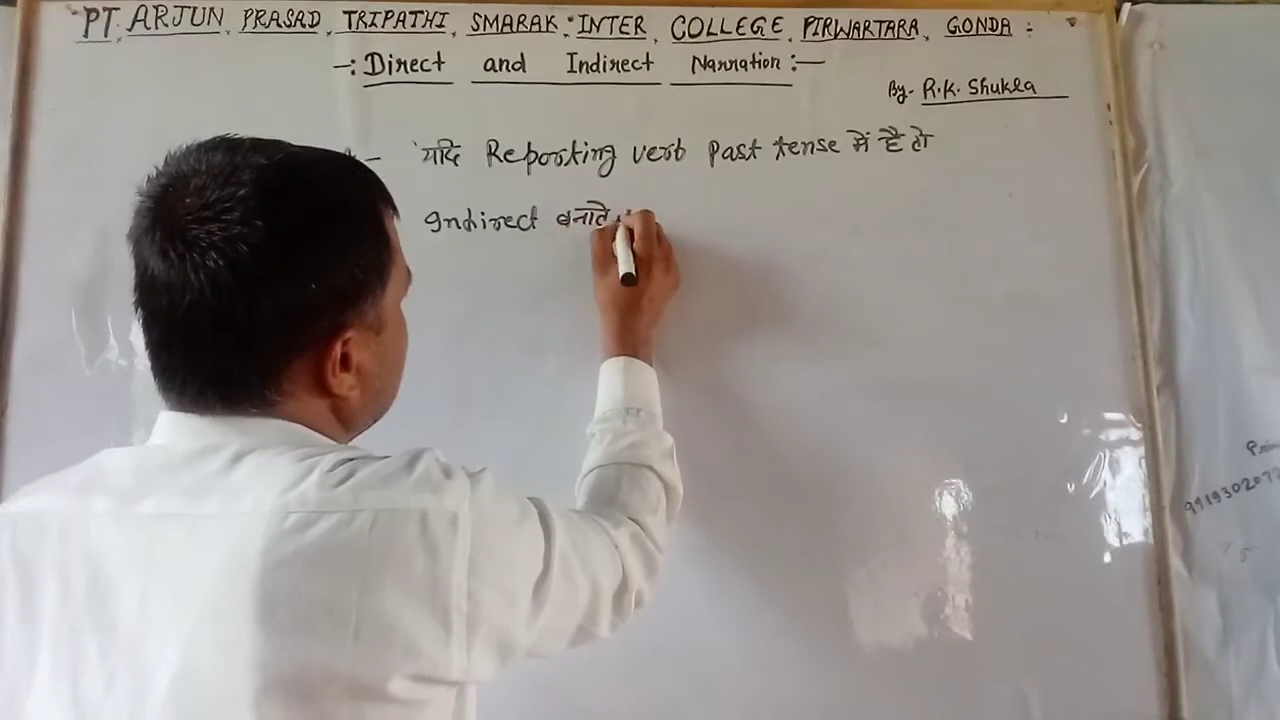 PT. ARJUN PRASAD TRIPATHI SMARAK INTER COLLEGE, PIRWARTARA, GONDA :
-: Direct and Indirect Narration :-
By- R.K. Shukla
यदि Reporting verb past tense में है तो
Indirect बनाते